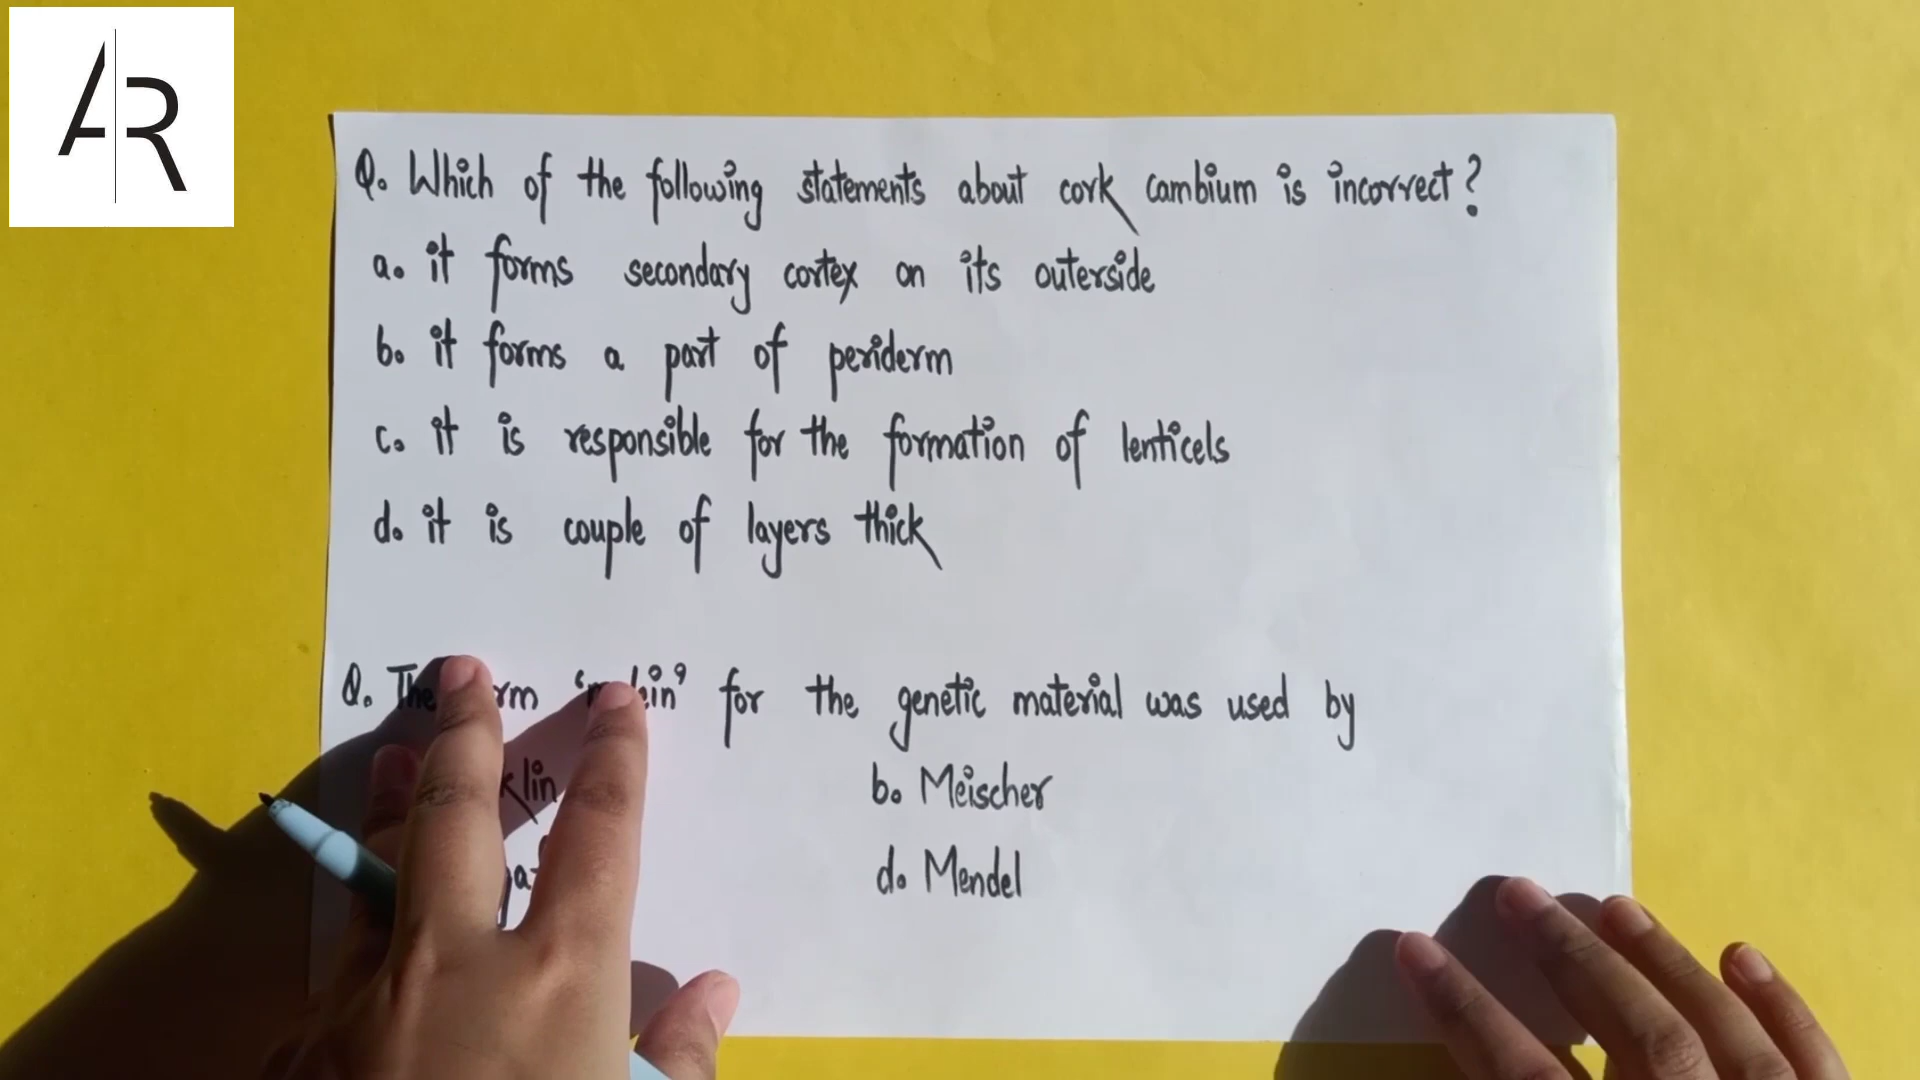 AR
Q. Which of the following statements about cork cambium is incorrect?
a. it forms secondary cortex on its outerside
b. it forms a part of periderm
c. it is responsible for the formation of lenticels
d. it is couple of layers thick
Q. The for the genetic material was used by
b. Meischer
d. Mendel